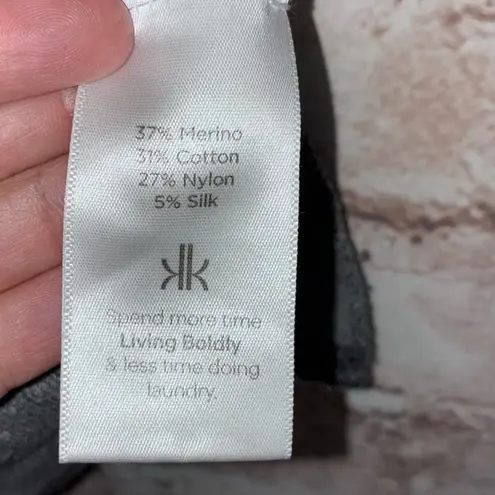 37% Merino
31% Cotton
27% Nylon
5% Silk
kk
Spend more time
Living Boldly
& less time doing
laundry.